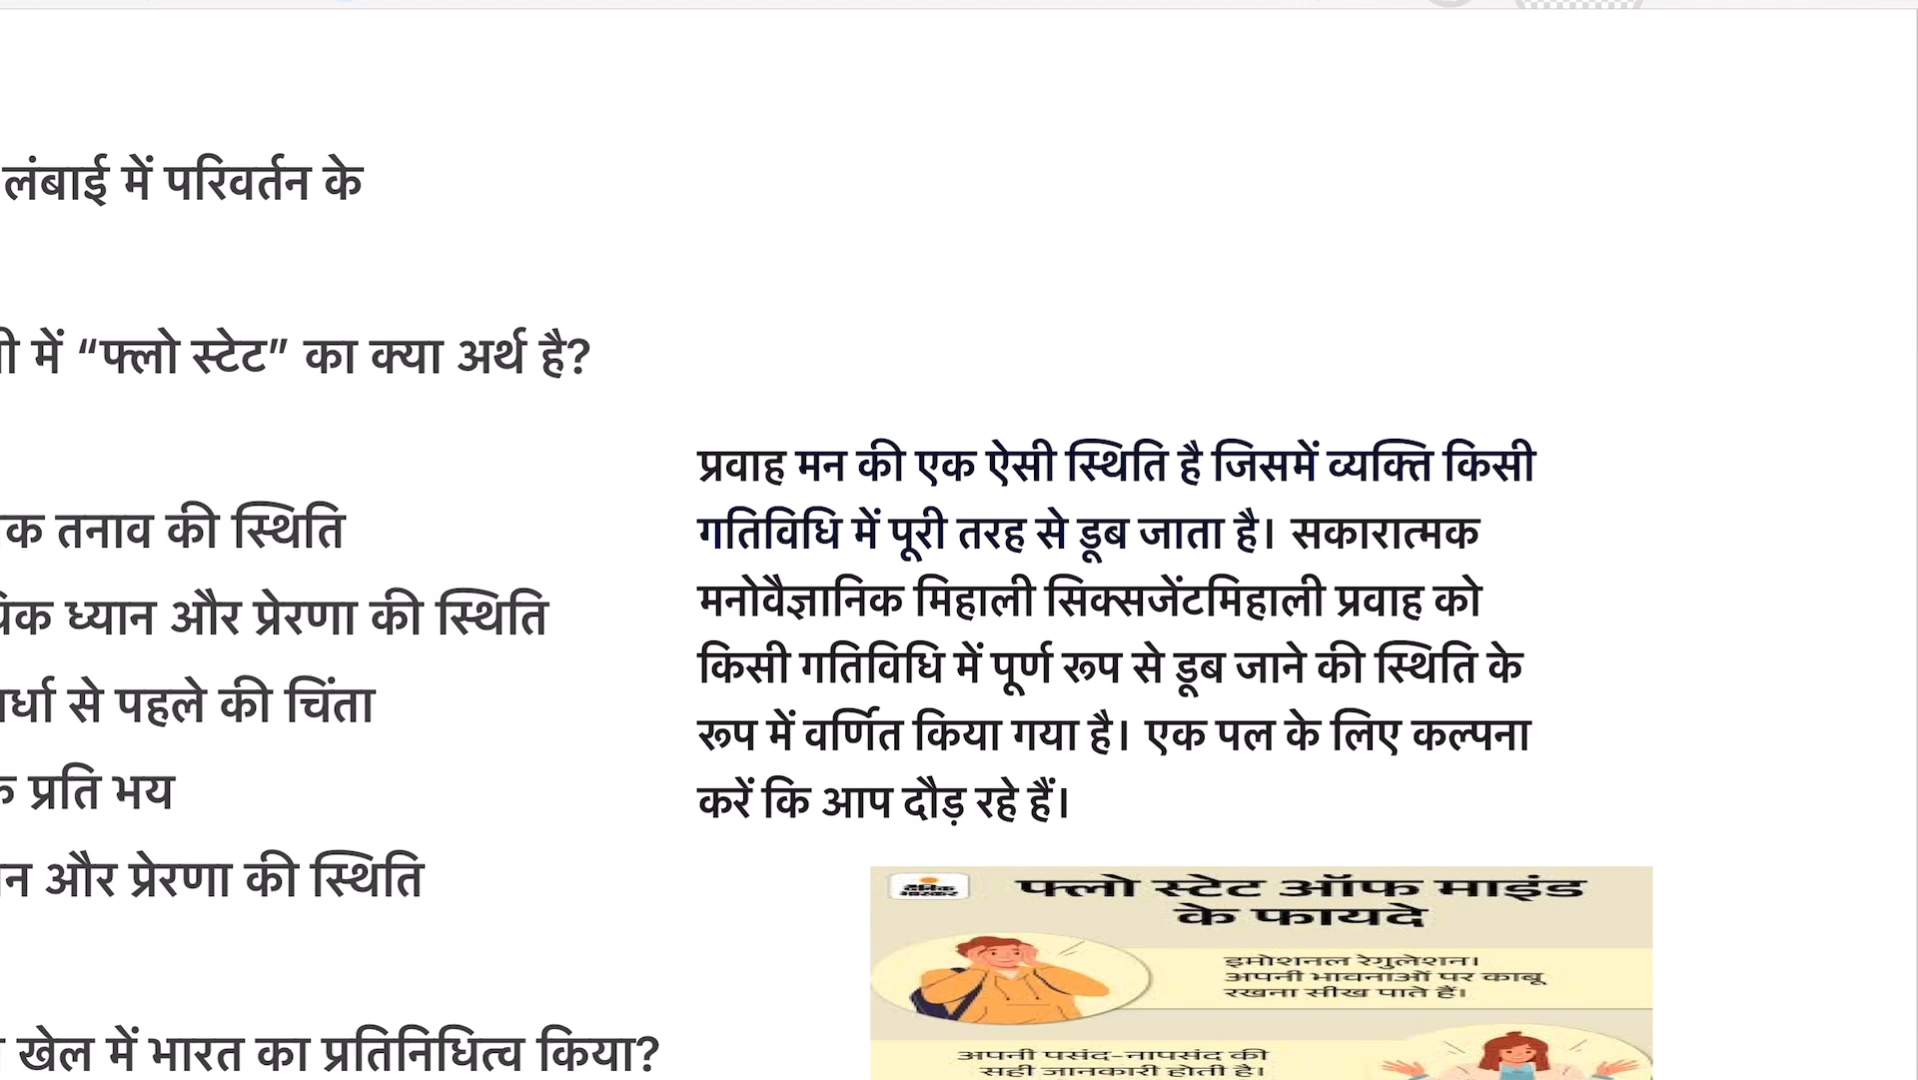 लंबाई में परिवर्तन के
में “फ्लो स्टेट” का क्या अर्थ है?
तनाव की स्थिति
ध्यान और प्रेरणा की स्थिति
से पहले की चिंता
प्रति भय
और प्रेरणा की स्थिति
खेल में भारत का प्रतिनिधित्व किया?
प्रवाह मन की एक ऐसी स्थिति है जिसमें व्यक्ति किसी
गतिविधि में पूरी तरह से डूब जाता है। सकारात्मक
मनोवैज्ञानिक मिहाली सिक्सजेंटमिहाली प्रवाह को
किसी गतिविधि में पूर्ण रूप से डूब जाने की स्थिति के
रूप में वर्णित किया गया है। एक पल के लिए कल्पना
करें कि आप दौड़ रहे हैं।
दैनिक
भास्कर
फ्लो स्टेट ऑफ माइंड
के फायदे
इमोशनल रेगुलेशन।
अपनी भावनाओं पर काबू
रखना सीख पाते हैं।
अपनी पसंद-नापसंद की
सही जानकारी होती है।